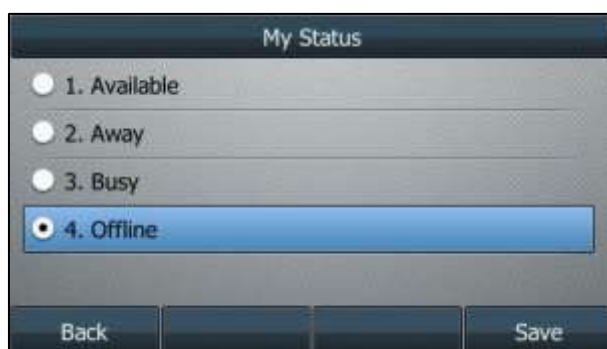 My Status
1. Available
2. Away
3. Busy
4. Offline
Back Save